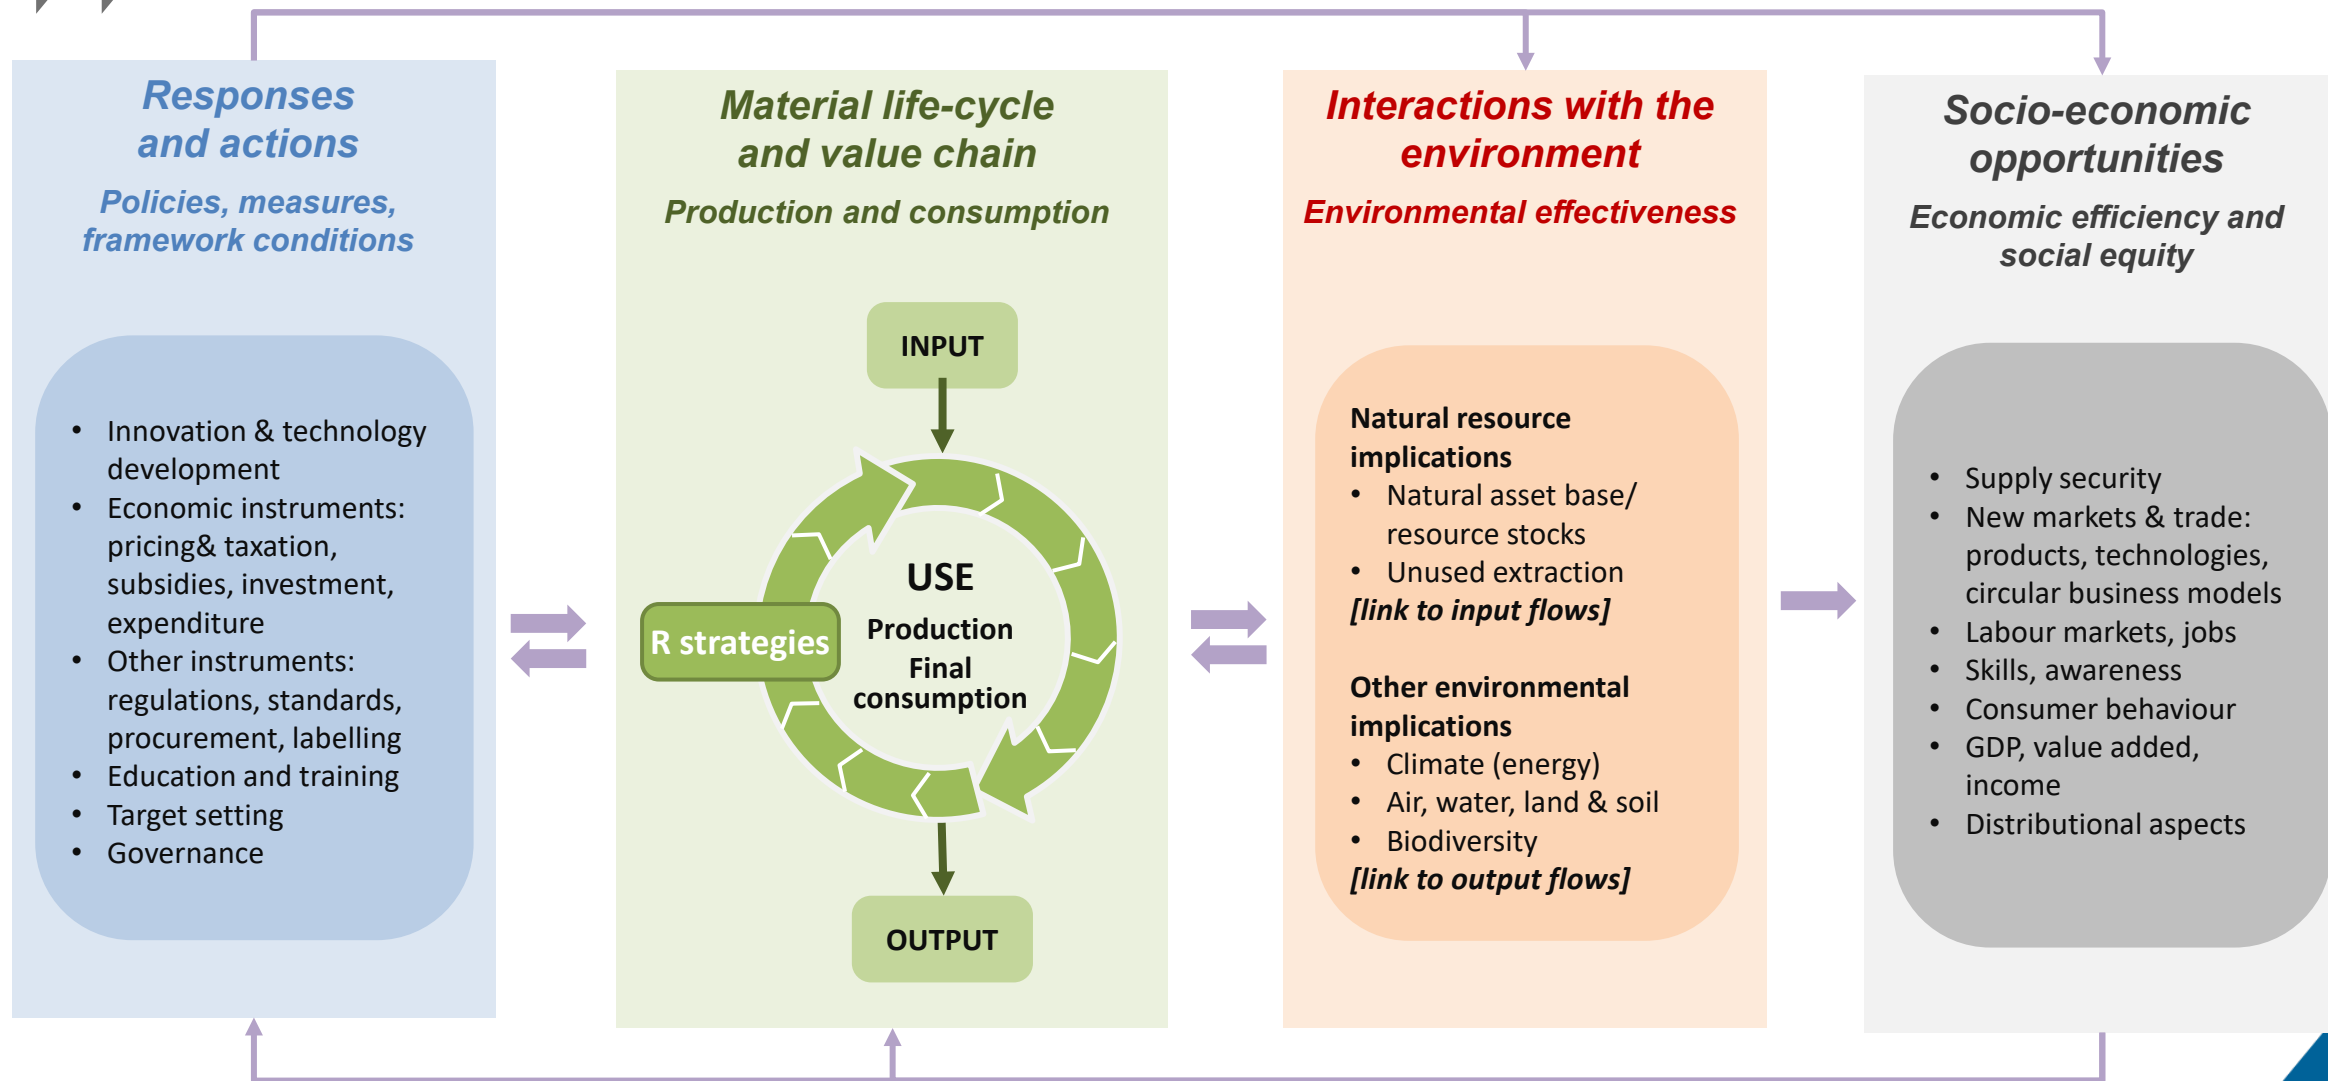 Responses
and actions
Policies, measures,
framework conditions
• Innovation & technology
development
• Economic instruments:
pricing& taxation,
subsidies, investment,
expenditure
• Other instruments:
regulations, standards,
procurement, labelling
• Education and training
• Target setting
• Governance
Material life-cycle
and value chain
Production and consumption
INPUT
USE
Production
Final
consumption
R strategies
OUTPUT
Interactions with the
environment
Environmental effectiveness
Natural resource
implications
• Natural asset base/
resource stocks
• Unused extraction
[link to input flows]
Other environmental
implications
• Climate (energy)
• Air, water, land & soil
• Biodiversity
[link to output flows]
Socio-economic
opportunities
Economic efficiency and
social equity
• Supply security
• New markets & trade:
products, technologies,
circular business models
• Labour markets, jobs
• Skills, awareness
• Consumer behaviour
• GDP, value added,
income
• Distributional aspects